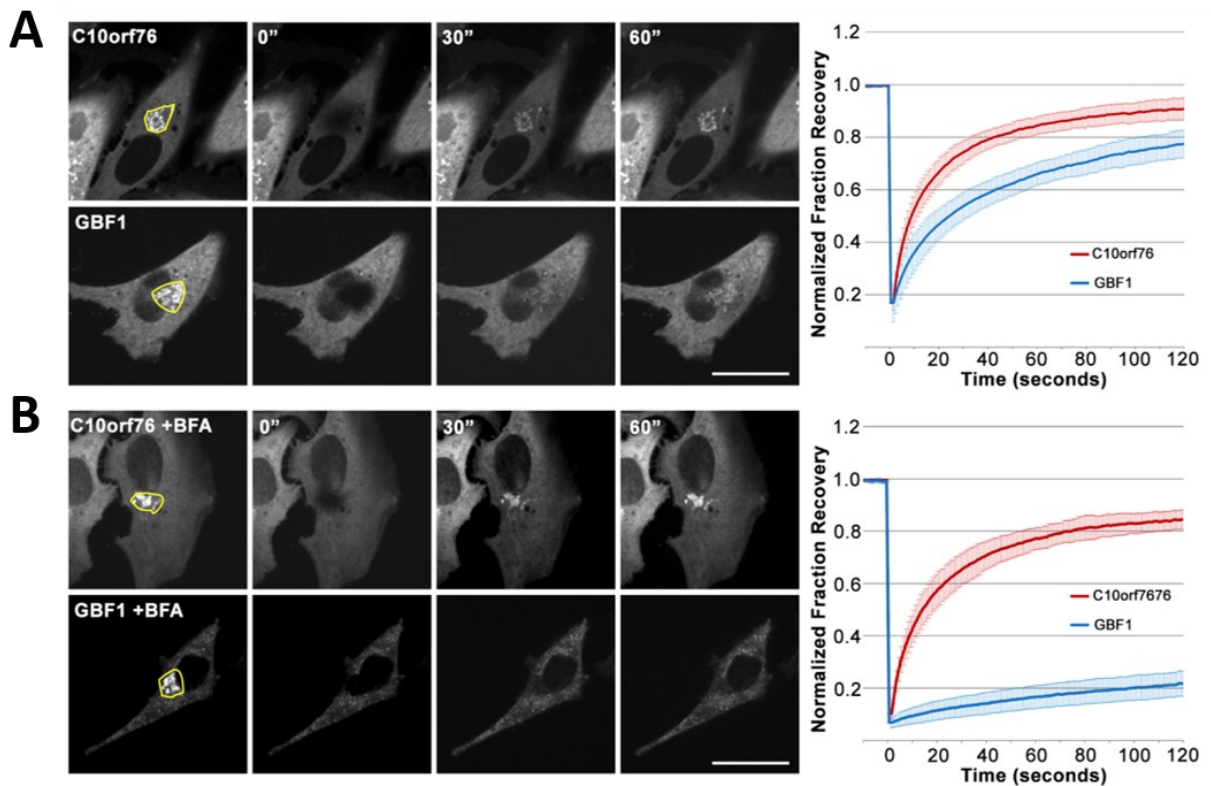 A
C10orf76
0”
30”
60”
GBF1
Normalized Fraction Recovery
1.2
1.0
0.8
0.6
0.4
0.2
C10orf76
GBF1
0 20 40 60 80 100 120
Time (seconds)
B
C10orf76 +BFA
0”
30”
60”
GBF1 +BFA
Normalized Fraction Recovery
1.2
1.0
0.8
0.6
0.4
0.2
C10orf7676
GBF1
0 20 40 60 80 100 120
Time (seconds)